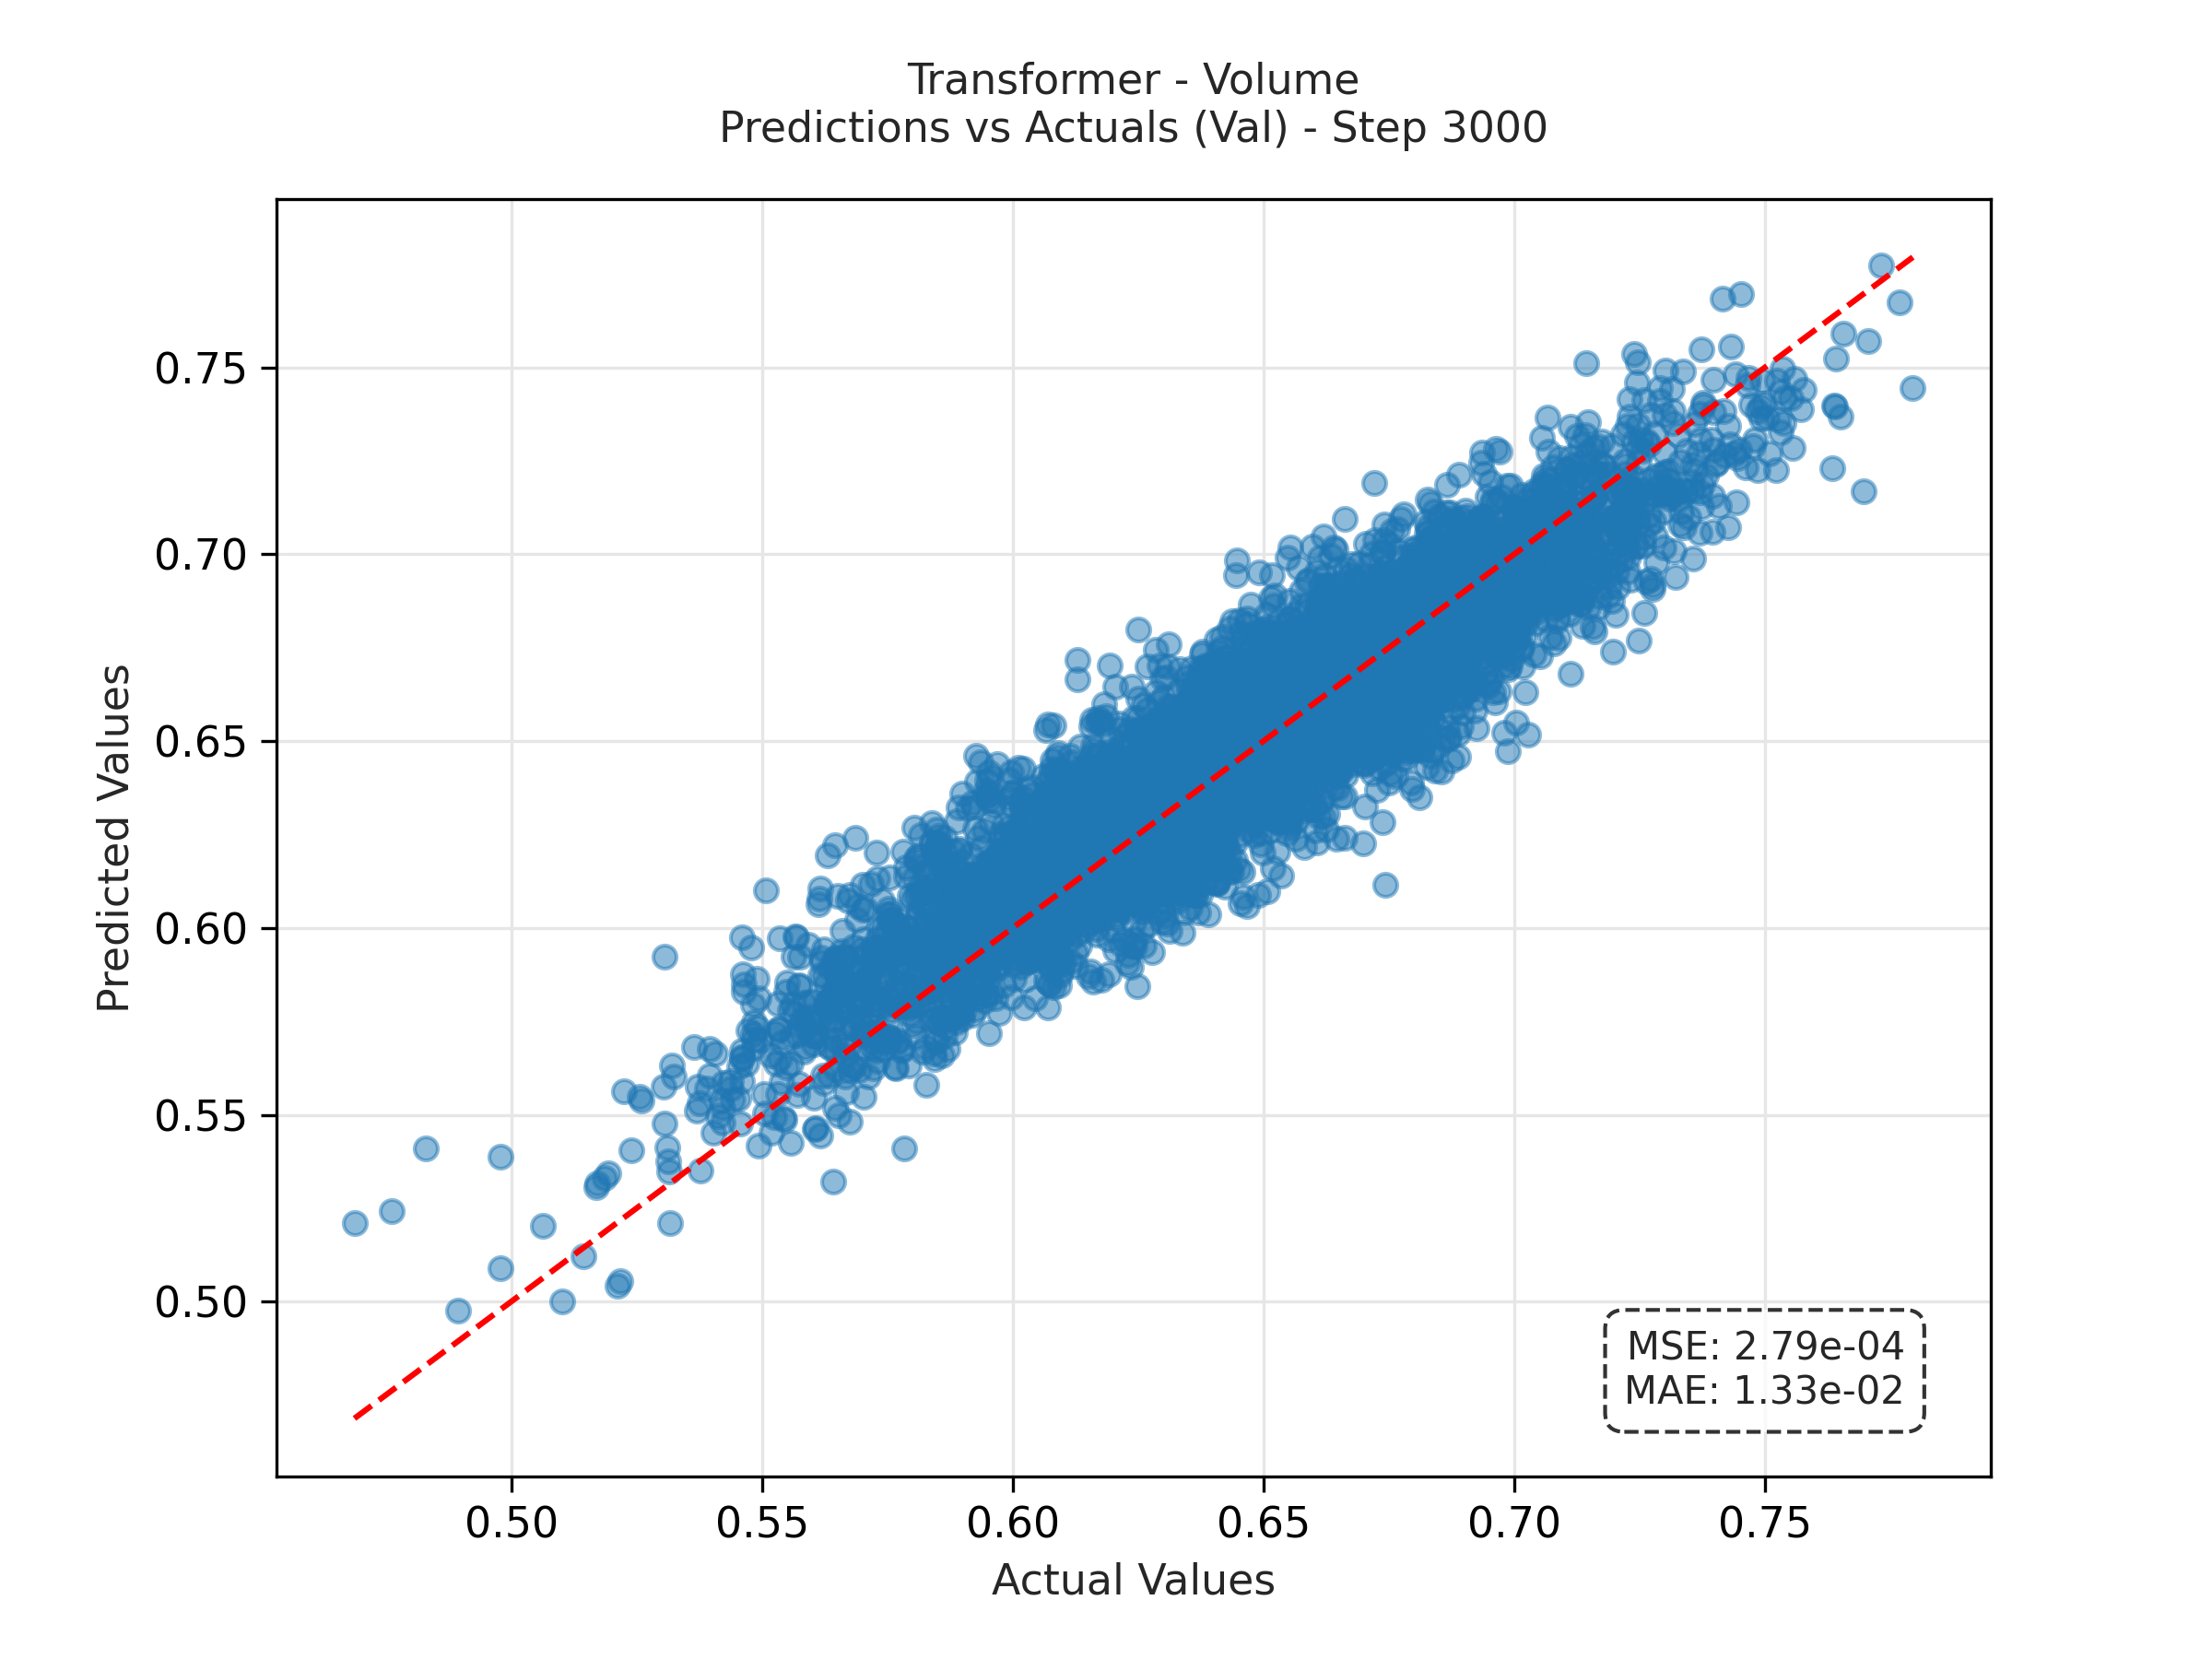 Transformer - Volume
Predictions vs Actuals (Val) - Step 3000
Predicted Values
0.75
0.70
0.65
0.60
0.55
0.50
MSE: 2.79e-04
MAE: 1.33e-02
0.50 0.55 0.60 0.65 0.70 0.75
Actual Values